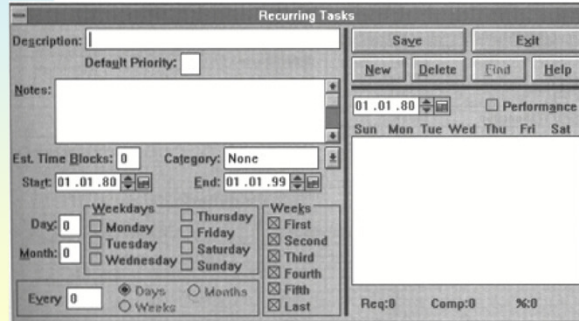 Recurring Tasks
Description:
Default Priority:
Notes:
Est. Time Blocks: 0 Category: None
Start: 01.01.80 End: 01.01.99
Day: 0
Month: 0
Weekdays
Monday
Tuesday
Wednesday
Thursday
Friday
Saturday
Sunday
Weeks
First
Second
Third
Fourth
Fifth
Last
Every 0 Days Months
Weeks
Save Exit
New Delete Find Help
01.01.80 Performance
Sun Mon Tue Wed Thu Fri Sat
Req:0 Comp:0 %:0